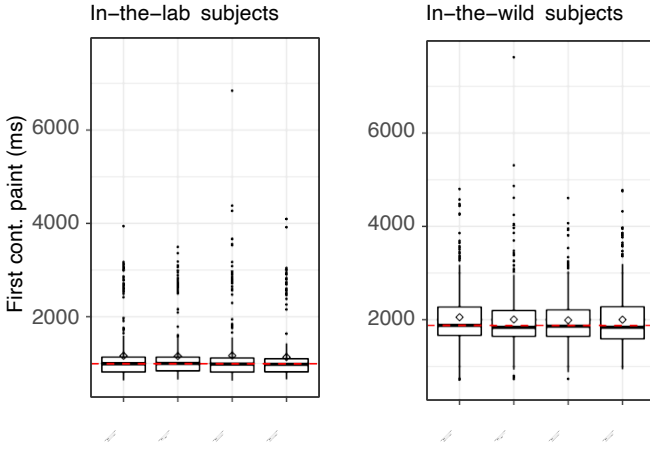 In-the-lab subjects
In-the-wild subjects
First cont. paint (ms)
6000
4000
2000
6000
4000
2000